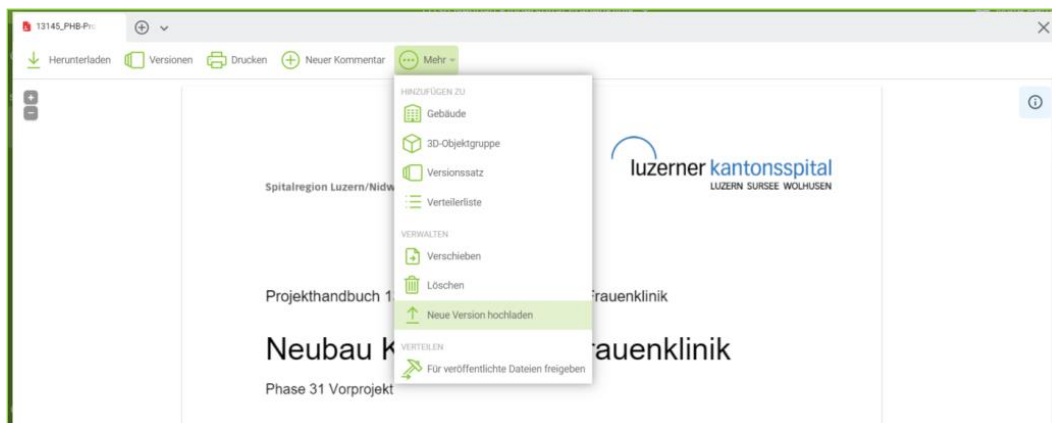 13145_PHB-Pro
Herunterladen Versionen Drucken Neuer Kommentar Mehr
HINZUFÜGEN ZU
Gebäude
3D-Objektgruppe
Versionssatz
Verteilerliste
VERWALTEN
Verschieben
Löschen
Neue Version hochladen
VERTEILEN
Für veröffentlichte Dateien freigeben
luzerner kantonsspital
LUZERN SURSEE WOLHUSEN
Spitalregion Luzern/Nidw
Projekthandbuch 1 Frauenklinik
Neubau K rauenklinik
Phase 31 Vorprojekt